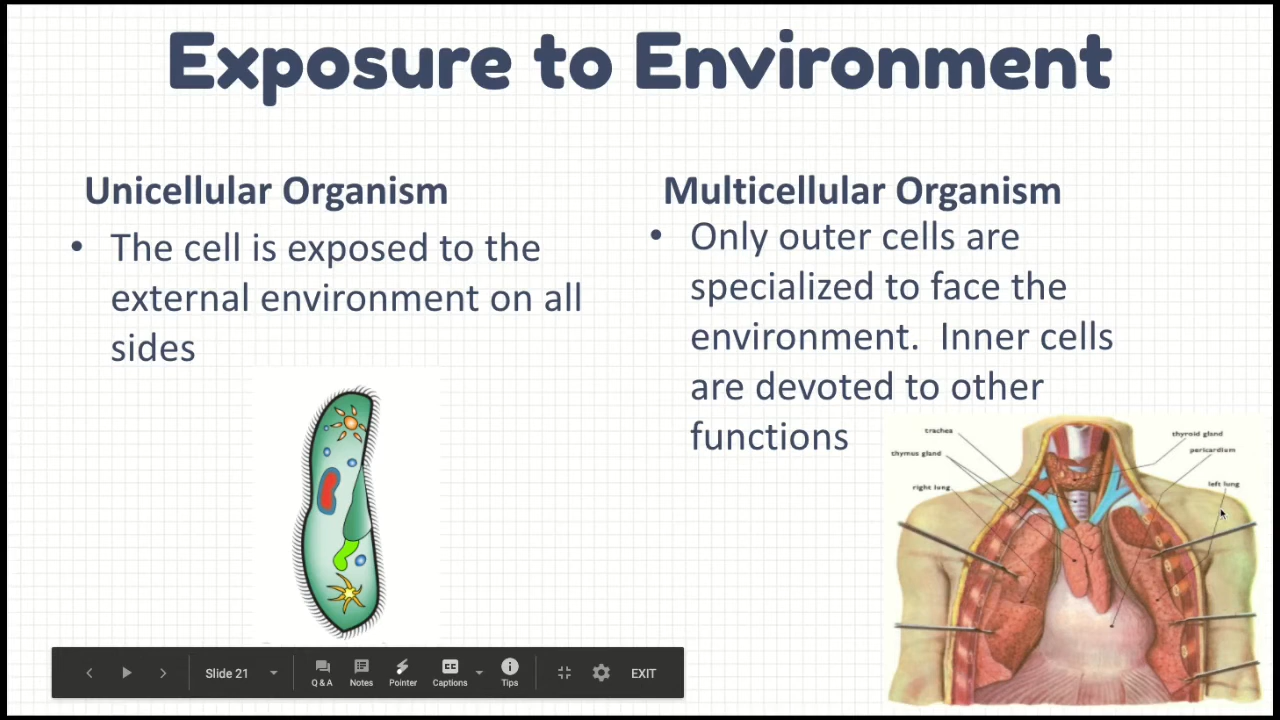 Exposure to Environment
Unicellular Organism
• The cell is exposed to the
external environment on all
sides
Multicellular Organism
• Only outer cells are
specialized to face the
environment.  Inner cells
are devoted to other
functions
trachea
thymus gland
right lung
thyroid gland
pericardium
left lung
Slide 21
Q & A
Notes
Pointer
CC
Captions
Tips
EXIT